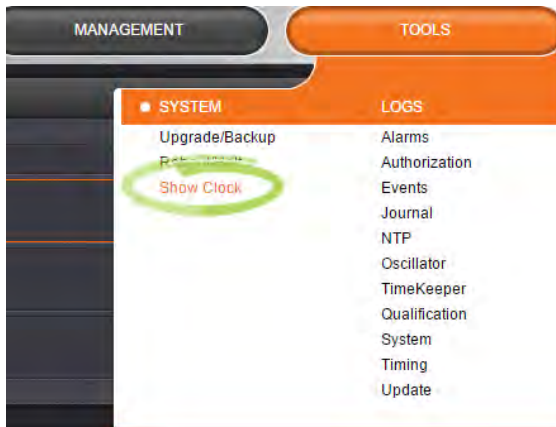 MANAGEMENT
TOOLS
SYSTEM
Upgrade/Backup
Show Clock
LOGS
Alarms
Authorization
Events
Journal
NTP
Oscillator
TimeKeeper
Qualification
System
Timing
Update